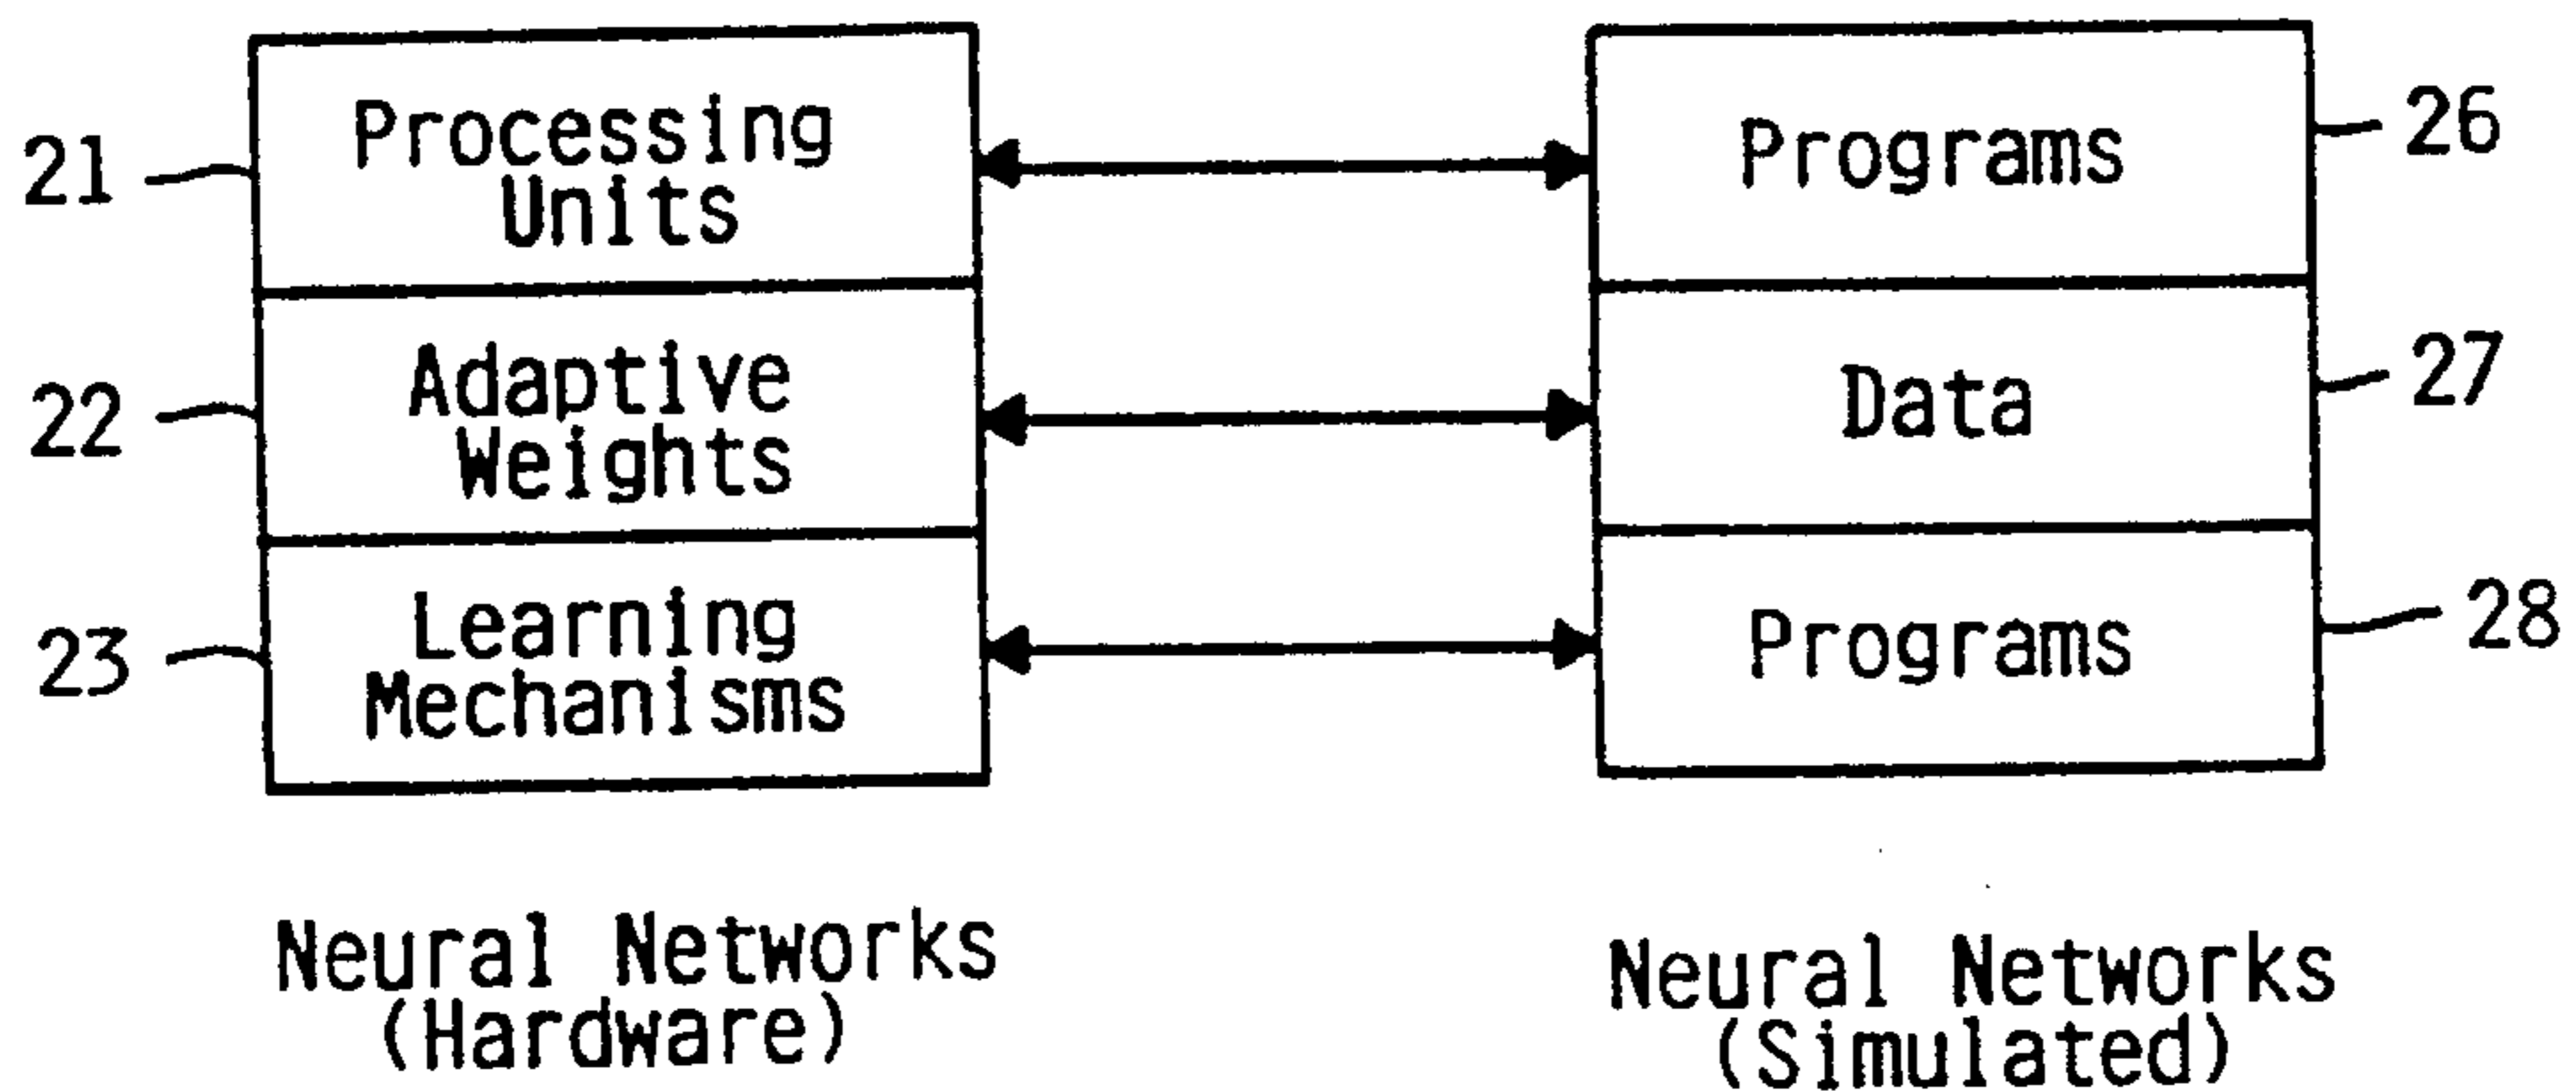 21
Processing
Units
22
Adaptive
Weights
23
Learning
Mechanisms
Neural Networks
(Hardware)
Programs
26
Data
27
Programs
28
Neural Networks
(Simulated)